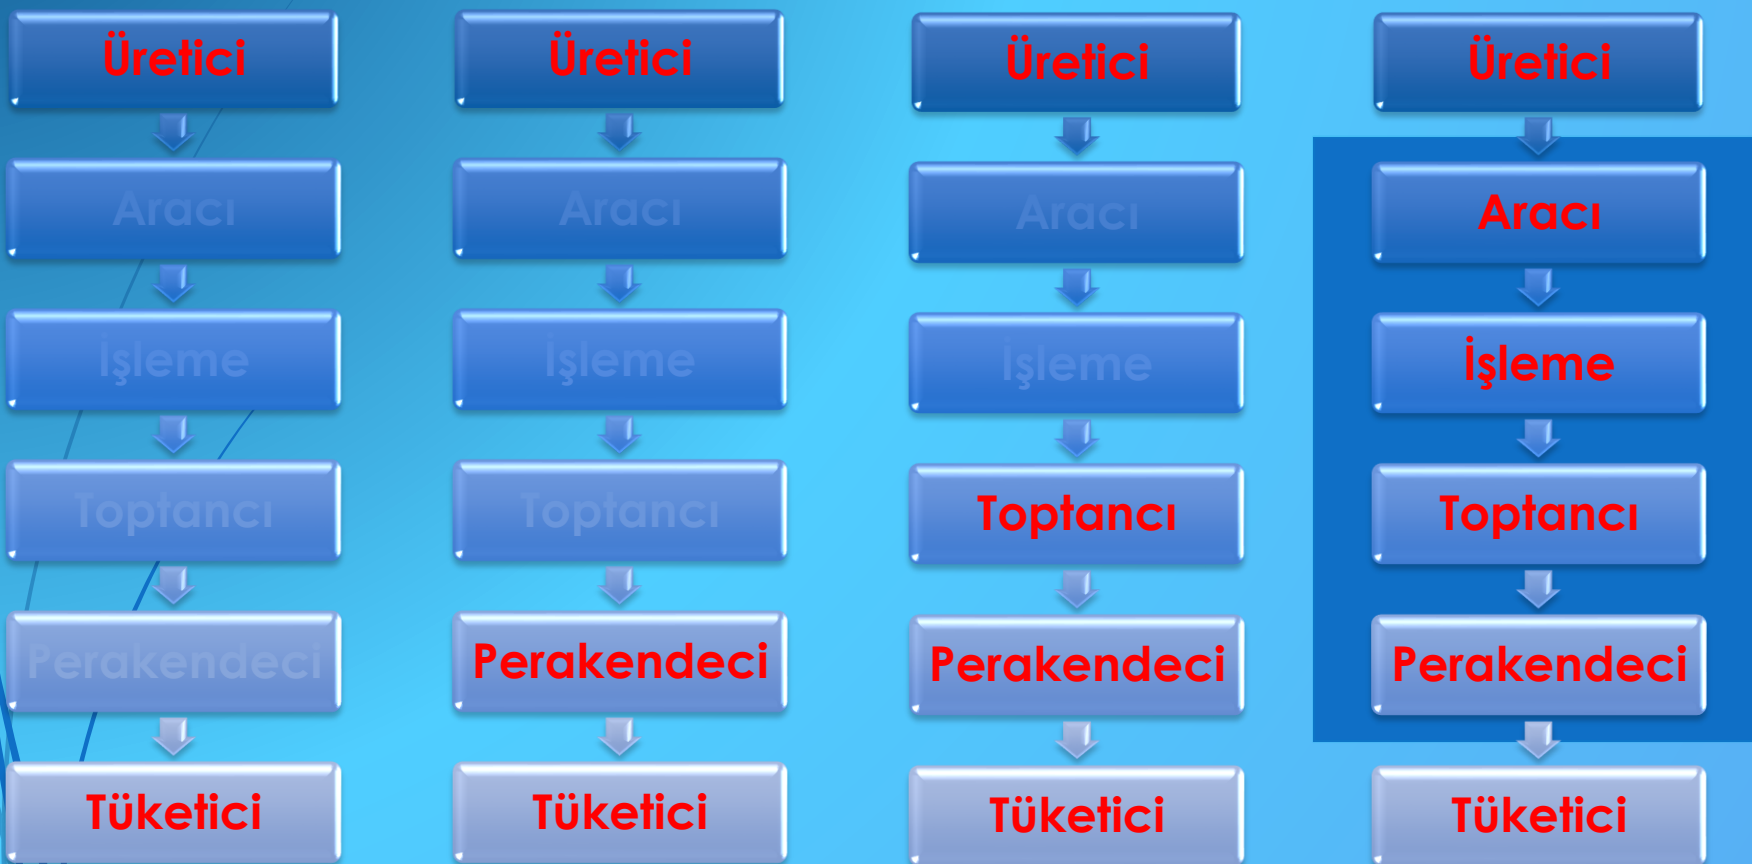 Üretici
Aracı
İşleme
Toptancı
Perakendeci
Tüketici
Üretici
Aracı
İşleme
Toptancı
Perakendeci
Tüketici
Üretici
Aracı
İşleme
Toptancı
Perakendeci
Tüketici
Üretici
Aracı
İşleme
Toptancı
Perakendeci
Tüketici